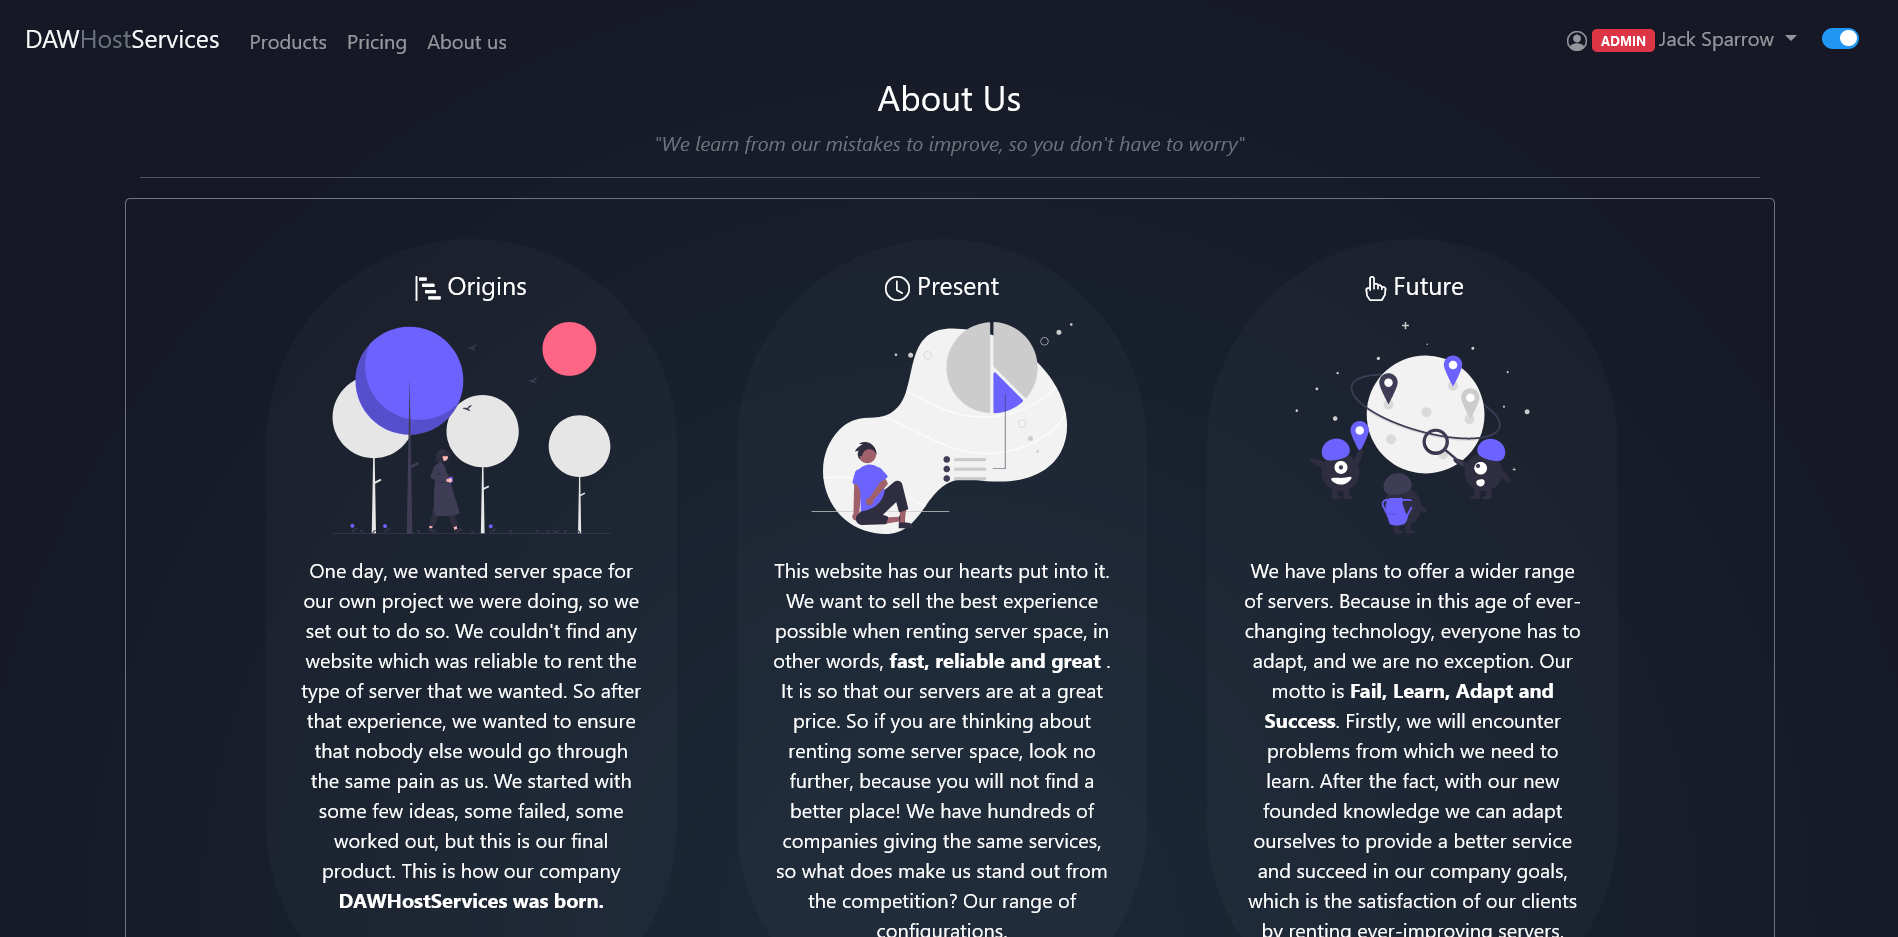 DAWHostServices Products Pricing About us ADMIN Jack Sparrow
About Us
"We learn from our mistakes to improve, so you don't have to worry"
Origins
One day, we wanted server space for
our own project we were doing, so we
set out to do so. We couldn't find any
website which was reliable to rent the
type of server that we wanted. So after
that experience, we wanted to ensure
that nobody else would go through
the same pain as us. We started with
some few ideas, some failed, some
worked out, but this is our final
product. This is how our company
DAWHostServices was born.
Present
This website has our hearts put into it.
We want to sell the best experience
possible when renting server space, in
other words, fast, reliable and great .
It is so that our servers are at a great
price. So if you are thinking about
renting some server space, look no
further, because you will not find a
better place! We have hundreds of
companies giving the same services,
so what does make us stand out from
the competition? Our range of
configurations.
Future
We have plans to offer a wider range
of servers. Because in this age of ever-
changing technology, everyone has to
adapt, and we are no exception. Our
motto is Fail, Learn, Adapt and
Success. Firstly, we will encounter
problems from which we need to
learn. After the fact, with our new
founded knowledge we can adapt
ourselves to provide a better service
and succeed in our company goals,
which is the satisfaction of our clients
by renting ever-improving servers.